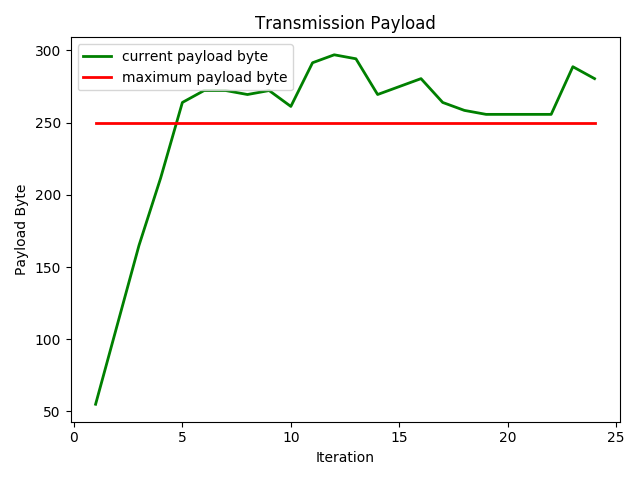 Transmission Payload
current payload byte
maximum payload byte
300
250
200
150
100
50
Payload Byte
0 5 10 15 20 25
Iteration